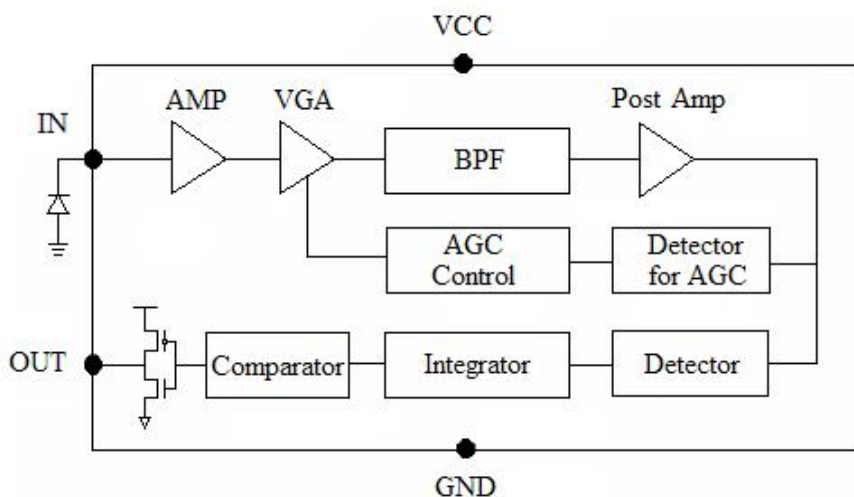 VCC
AMP
VGA
Post Amp
IN
BPF
AGC
Control
Detector
for AGC
OUT
Comparator
Integrator
Detector
GND